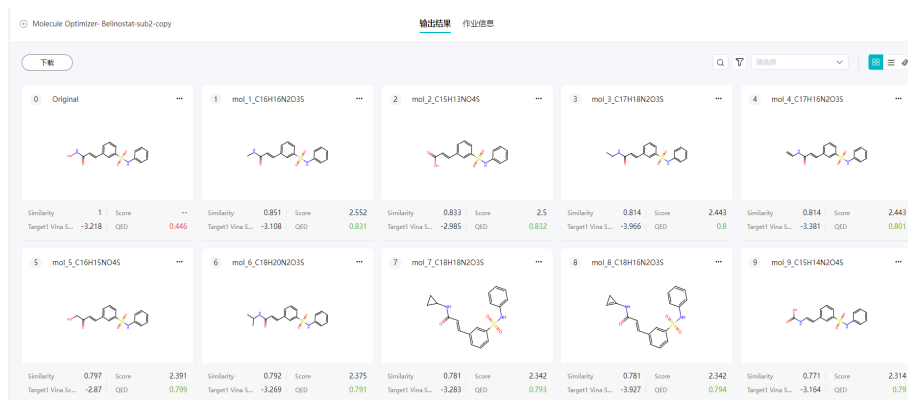 Molecule Optimizer- Belinostat-sub2-copy
输出结果 作业信息
下载
请选择
0 Original ···
1 mol_1_C16H16N2O3S ···
2 mol_2_C15H13NO4S ···
3 mol_3_C17H18N2O3S ···
4 mol_4_C17H16N2O3S ···
Similarity 1 Score --
Target1 Vina S... -3.218 QED 0.446
Similarity 0.851 Score 2.552
Target1 Vina S... -3.108 QED 0.831
Similarity 0.833 Score 2.5
Target1 Vina S... -2.985 QED 0.832
Similarity 0.814 Score 2.443
Target1 Vina S... -3.966 QED 0.8
Similarity 0.814 Score 2.443
Target1 Vina S... -3.381 QED 0.801
5 mol_5_C16H15NO4S ···
6 mol_6_C18H20N2O3S ···
7 mol_7_C18H18N2O3S ···
8 mol_8_C18H16N2O3S ···
9 mol_9_C15H14N2O4S ···
Similarity 0.797 Score 2.391
Target1 Vina Sc... -2.87 QED 0.799
Similarity 0.792 Score 2.375
Target1 Vina S... -3.269 QED 0.791
Similarity 0.781 Score 2.342
Target1 Vina S... -3.283 QED 0.793
Similarity 0.781 Score 2.342
Target1 Vina S... -3.927 QED 0.794
Similarity 0.771 Score 2.314
Target1 Vina S... -3.164 QED 0.79